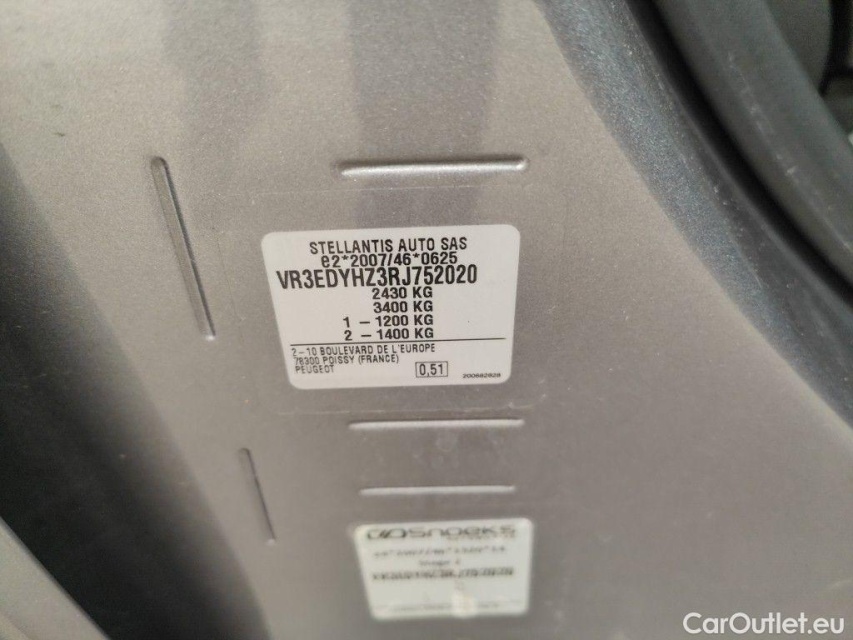 STELLANTIS AUTO SAS
e2*2007/46*0625
VR3EDYHZ3RJ752020
2430 KG
3400 KG
1 – 1200 KG
2 – 1400 KG
2-10 BOULEVARD DE L'EUROPE
78300 POISSY (FRANCE)
PEUGEOT
0,51
snoeks
CarOutlet.eu